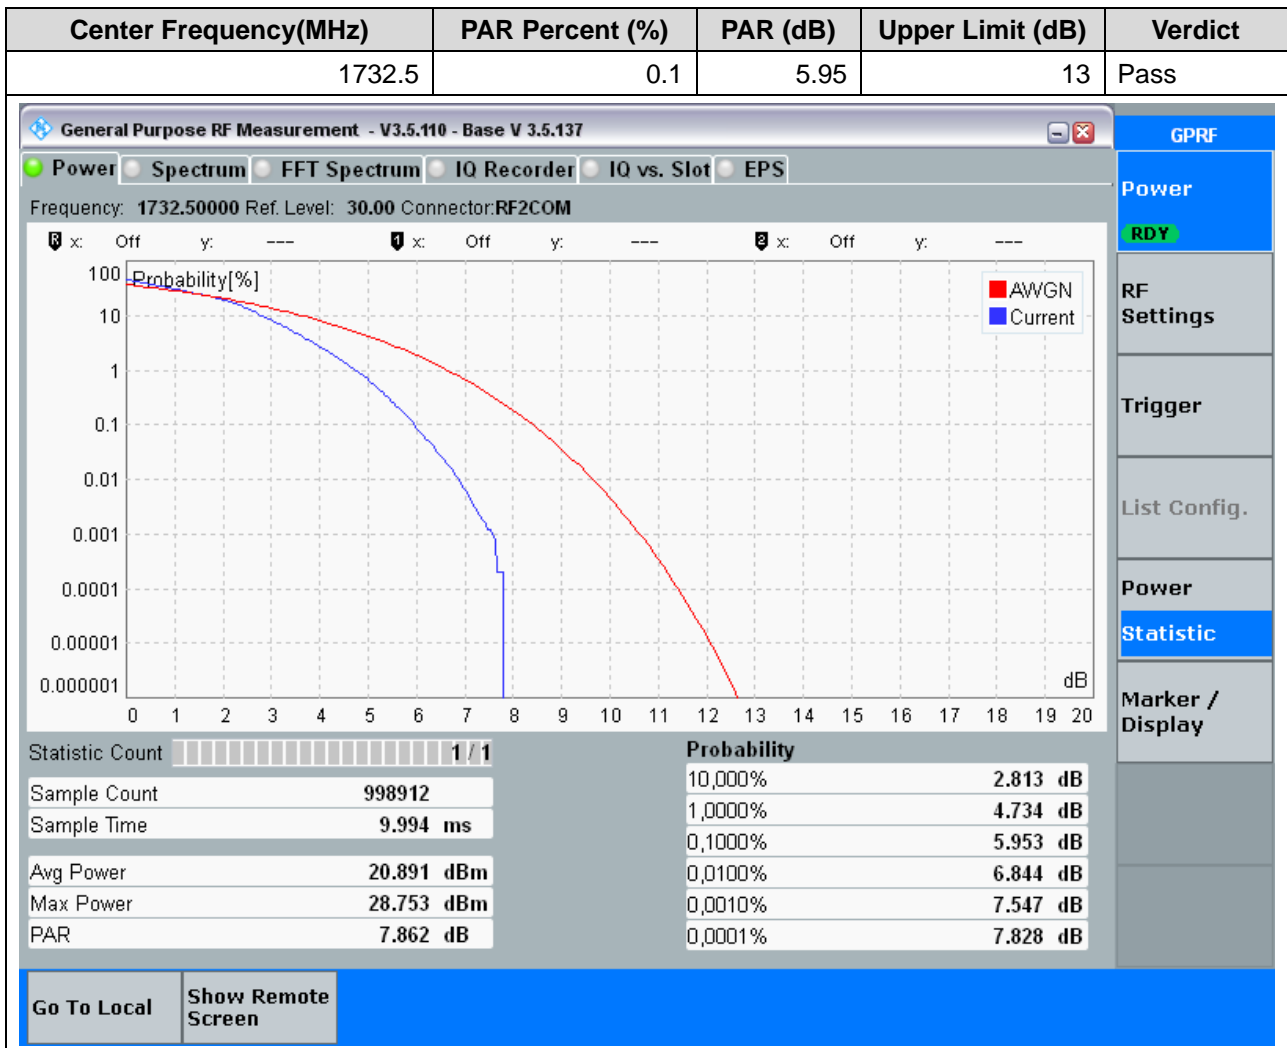 Center Frequency(MHz) PAR Percent (%) PAR (dB) Upper Limit (dB) Verdict
1732.5 0.1 5.95 13 Pass
General Purpose RF Measurement - V3.5.110 - Base V 3.5.137
GPRF
Power Spectrum FFT Spectrum IQ Recorder IQ vs. Slot EPS
Power
RDY
Frequency: 1732.50000 Ref. Level: 30.00 Connector:RF2COM
R x: Off y: --- 1 x: Off y: --- 2 x: Off y: ---
Probability[%]
AWGN
Current
100
10
1
0.1
0.01
0.001
0.0001
0.00001
0.000001
dB
0 1 2 3 4 5 6 7 8 9 10 11 12 13 14 15 16 17 18 19 20
RF
Settings
Trigger
List Config.
Power
Statistic
Marker /
Display
Statistic Count 1 / 1
Sample Count 998912
Sample Time 9.994 ms
Avg Power 20.891 dBm
Max Power 28.753 dBm
PAR 7.862 dB
Probability
10,000% 2.813 dB
1,0000% 4.734 dB
0,1000% 5.953 dB
0,0100% 6.844 dB
0,0010% 7.547 dB
0,0001% 7.828 dB
Go To Local
Show Remote
Screen